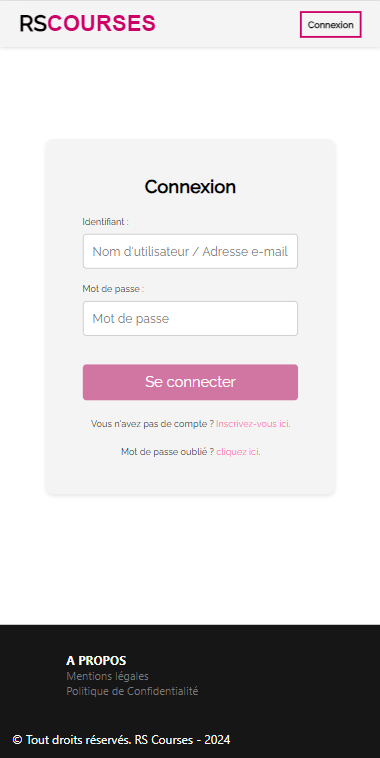 RSCOURSES
Connexion
Connexion
Identifiant :
Nom d'utilisateur / Adresse e-mail
Mot de passe :
Mot de passe
Se connecter
Vous n'avez pas de compte ? Inscrivez-vous ici.
Mot de passe oublié ? cliquez ici.
A PROPOS
Mentions légales
Politique de Confidentialité
© Tout droits réservés. RS Courses - 2024